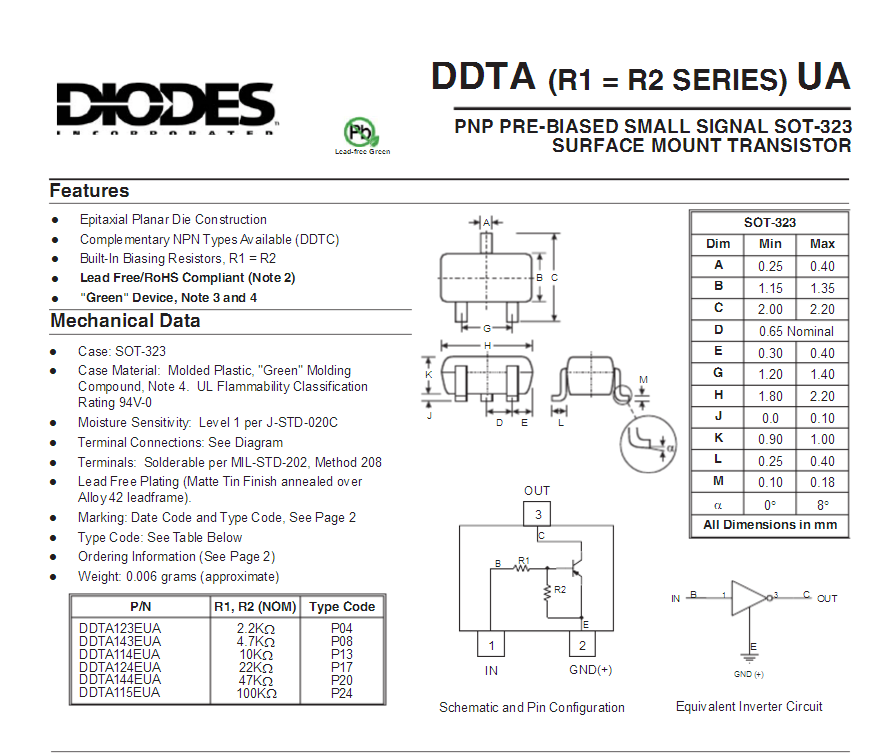 DIODES
INCORPORATED
Pb
Lead-free Green
DDTA (R1 = R2 SERIES) UA
PNP PRE-BIASED SMALL SIGNAL SOT-323
SURFACE MOUNT TRANSISTOR
Features
● Epitaxial Planar Die Construction
● Complementary NPN Types Available (DDTC)
● Built-In Biasing Resistors, R1 = R2
● Lead Free/RoHS Compliant (Note 2)
● "Green" Device, Note 3 and 4
Mechanical Data
● Case: SOT-323
● Case Material: Molded Plastic, "Green" Molding
Compound, Note 4. UL Flammability Classification
Rating 94V-0
● Moisture Sensitivity: Level 1 per J-STD-020C
● Terminal Connections: See Diagram
● Terminals: Solderable per MIL-STD-202, Method 208
● Lead Free Plating (Matte Tin Finish annealed over
Alloy 42 leadframe).
● Marking: Date Code and Type Code, See Page 2
● Type Code: See Table Below
● Ordering Information (See Page 2)
● Weight: 0.006 grams (approximate)
P/N R1, R2 (NOM) Type Code
DDTA123EUA 2.2KΩ P04
DDTA143EUA 4.7KΩ P08
DDTA114EUA 10KΩ P13
DDTA124EUA 22KΩ P17
DDTA144EUA 47KΩ P20
DDTA115EUA 100KΩ P24
A
B C
G
H
K
J
D E
L
M
α
SOT-323
Dim Min Max
A 0.25 0.40
B 1.15 1.35
C 2.00 2.20
D 0.65 Nominal
E 0.30 0.40
G 1.20 1.40
H 1.80 2.20
J 0.0 0.10
K 0.90 1.00
L 0.25 0.40
M 0.10 0.18
α 0° 8°
All Dimensions in mm
OUT
3
C
B R1
R2
E
1 2
IN GND(+)
Schematic and Pin Configuration
IN B 1 3 C OUT
E
GND (+)
Equivalent Inverter Circuit